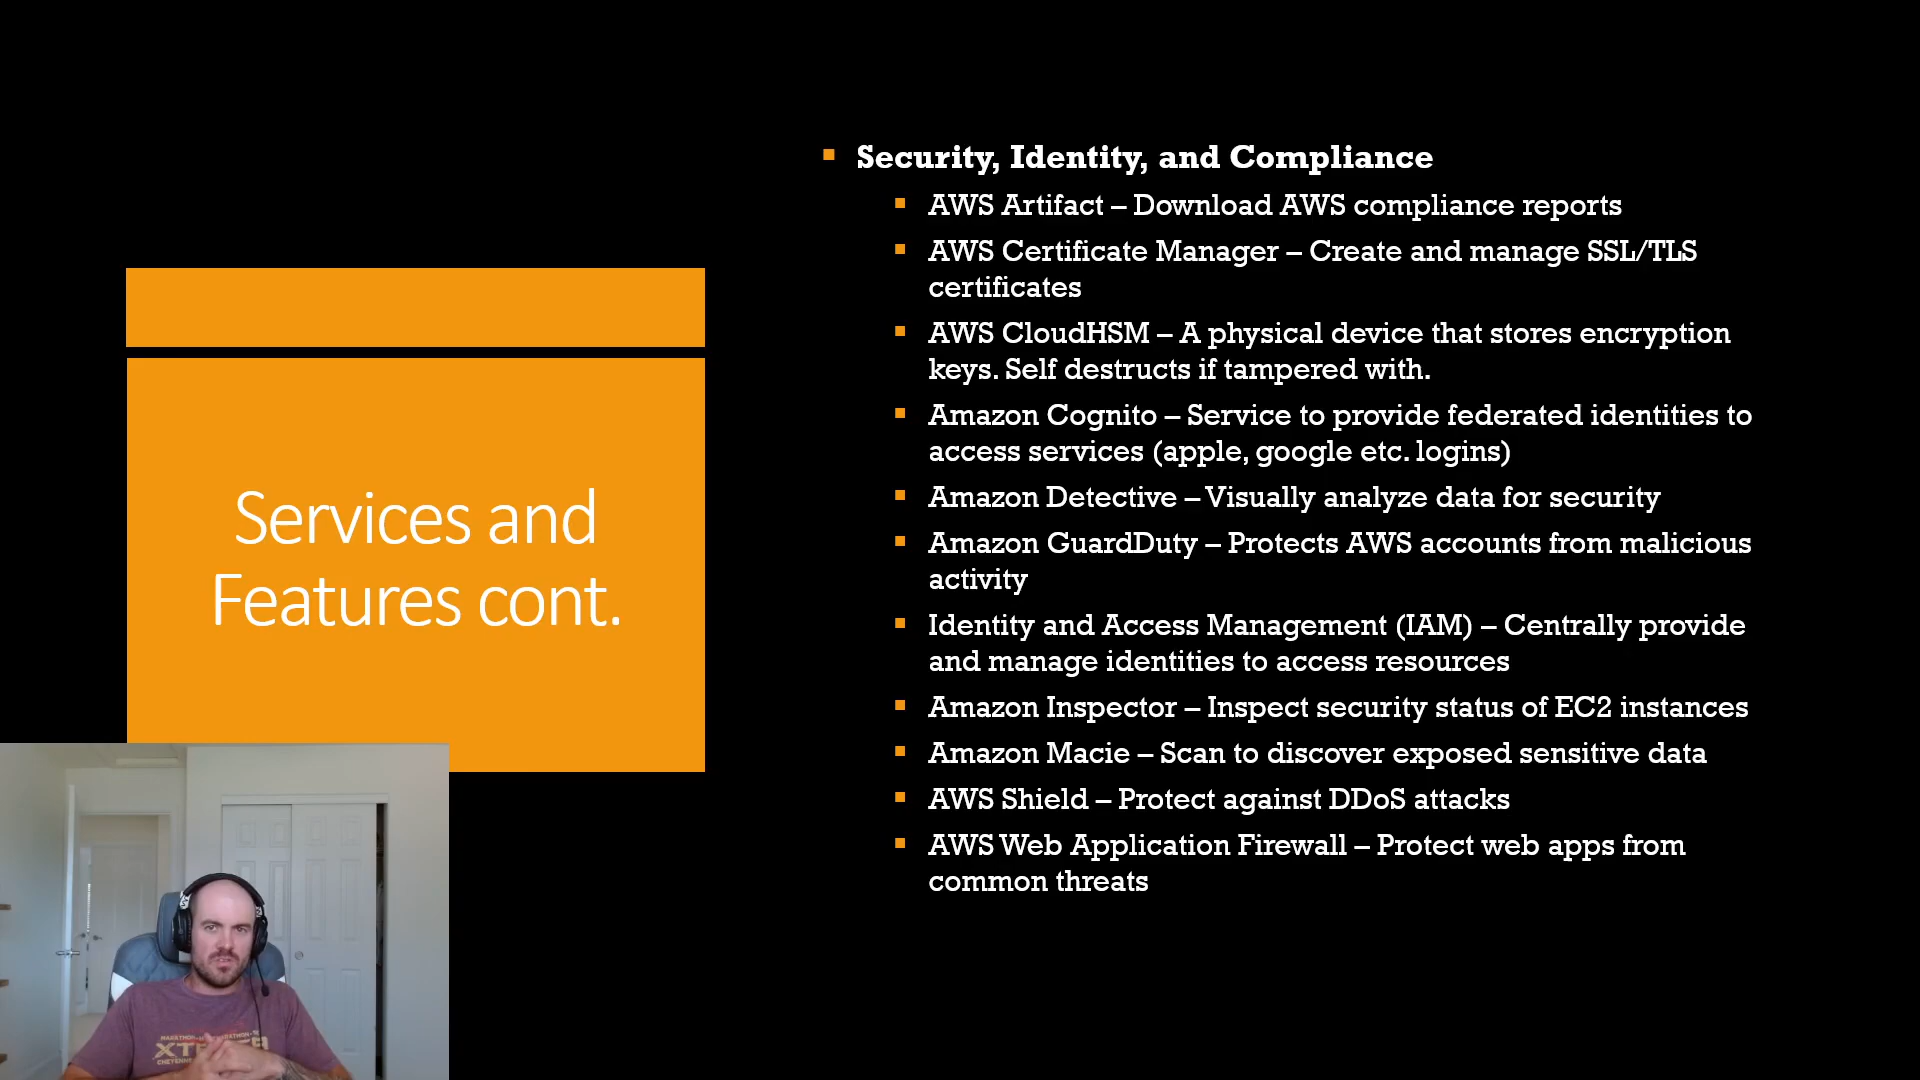 Services and
Features cont.
Security, Identity, and Compliance
AWS Artifact – Download AWS compliance reports
AWS Certificate Manager – Create and manage SSL/TLS
certificates
AWS CloudHSM – A physical device that stores encryption
keys. Self destructs if tampered with.
Amazon Cognito – Service to provide federated identities to
access services (apple, google etc. logins)
Amazon Detective – Visually analyze data for security
Amazon GuardDuty – Protects AWS accounts from malicious
activity
Identity and Access Management (IAM) – Centrally provide
and manage identities to access resources
Amazon Inspector – Inspect security status of EC2 instances
Amazon Macie – Scan to discover exposed sensitive data
AWS Shield – Protect against DDoS attacks
AWS Web Application Firewall – Protect web apps from
common threats